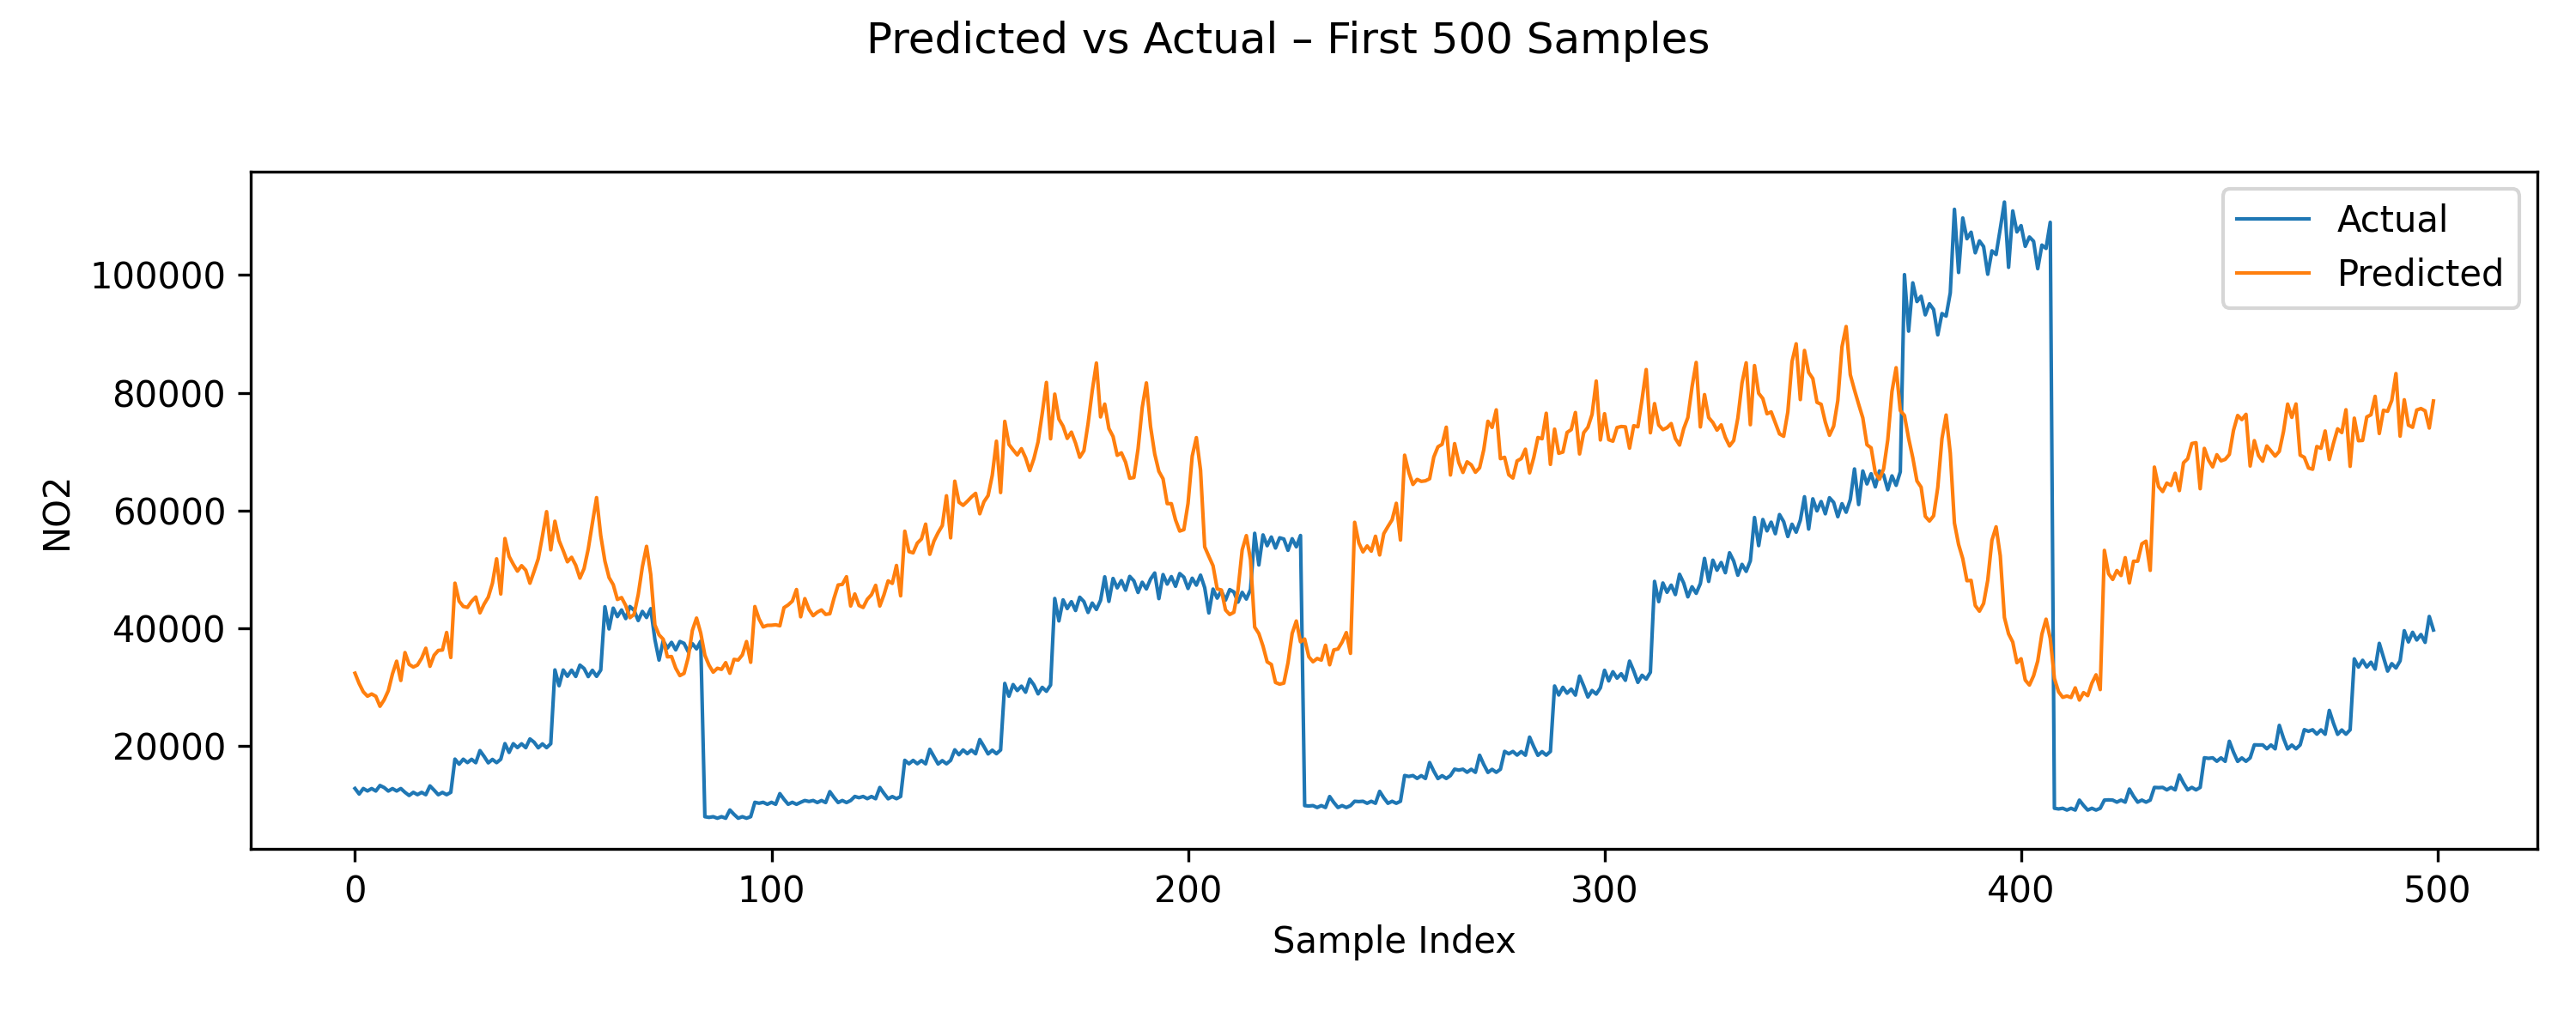 Predicted vs Actual – First 500 Samples
Actual
Predicted
NO2
100000
80000
60000
40000
20000
0 100 200 300 400 500
Sample Index